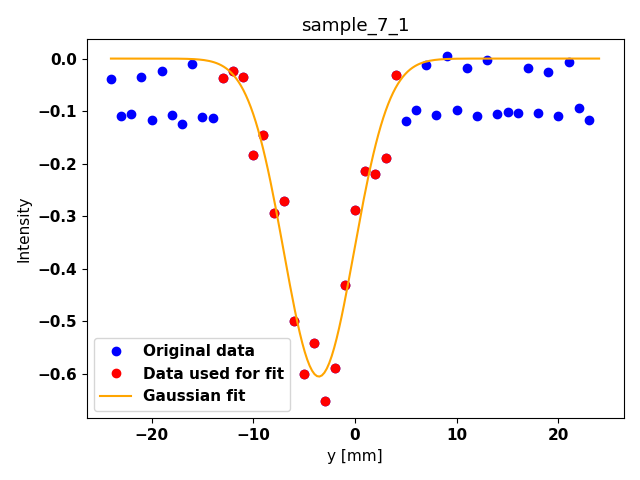 sample_7_1
0.0
−0.1
−0.2
−0.3
−0.4
−0.5
−0.6
Intensity
Original data
Data used for fit
Gaussian fit
−20 −10 0 10 20
y [mm]